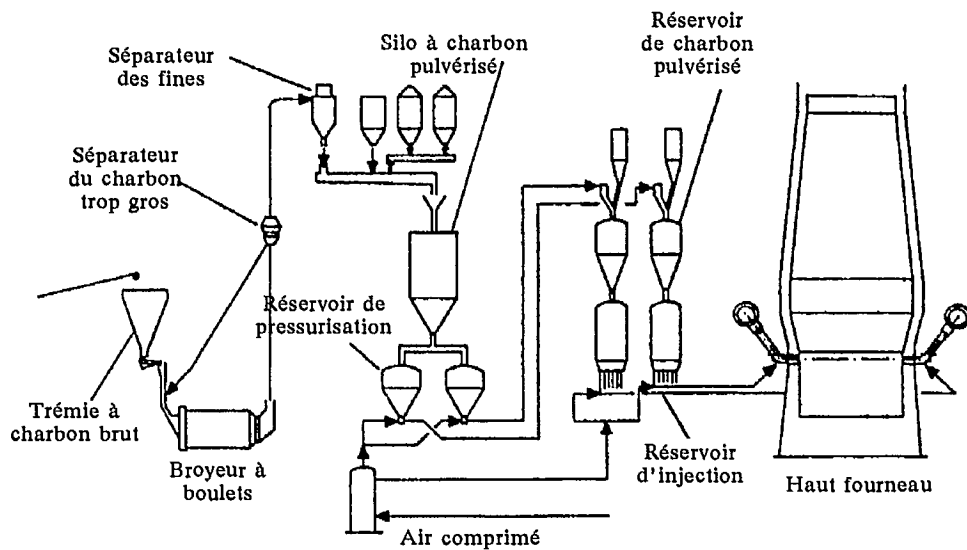 Séparateur
des fines
Silo à charbon
pulvérisé
Réservoir
de charbon
pulvérisé
Séparateur
du charbon
trop gros
Réservoir de
pressurisation
Trémie à
charbon brut
Broyeur à
boulets
Réservoir
d'injection
Haut fourneau
Air comprimé